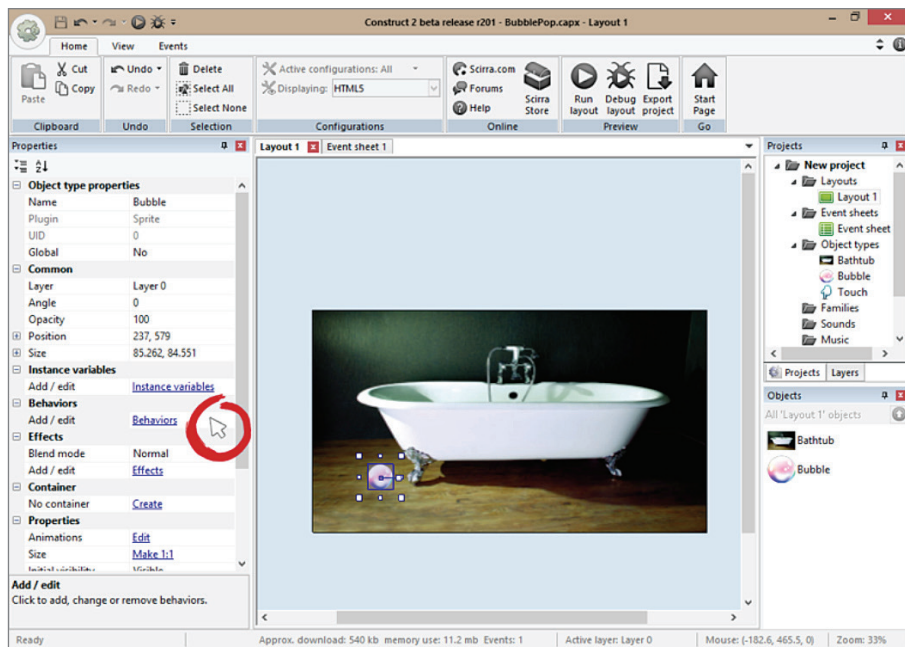 Construct 2 beta release r201 - BubblePop.capx - Layout 1
Home View Events
Paste
Cut
Copy
Clipboard
Undo
Redo
Undo
Delete
Select All
Select None
Selection
Active configurations: All
Displaying: HTML5
Configurations
Scirra.com
Forums
Help
Scirra Store
Online
Run layout
Debug layout
Export project
Preview
Start Page
Go
Properties
Object type properties
Name Bubble
Plugin Sprite
UID 0
Global No
Common
Layer Layer 0
Angle 0
Opacity 100
Position 237, 579
Size 85.262, 84.551
Instance variables
Add / edit Instance variables
Behaviors
Add / edit Behaviors
Effects
Blend mode Normal
Add / edit Effects
Container
No container Create
Properties
Animations Edit
Size Make 1:1
Initial visibility Visible
Add / edit
Click to add, change or remove behaviors.
Layout 1 Event sheet 1
Projects
New project
Layouts
Layout 1
Event sheets
Event sheet
Object types
Bathtub
Bubble
Touch
Families
Sounds
Music
Projects Layers
Objects
All 'Layout 1' objects
Bathtub
Bubble
Ready Approx. download: 540 kb memory use: 11.2 mb Events: 1 Active layer: Layer 0 Mouse: (-182.6, 465.5, 0) Zoom: 33%